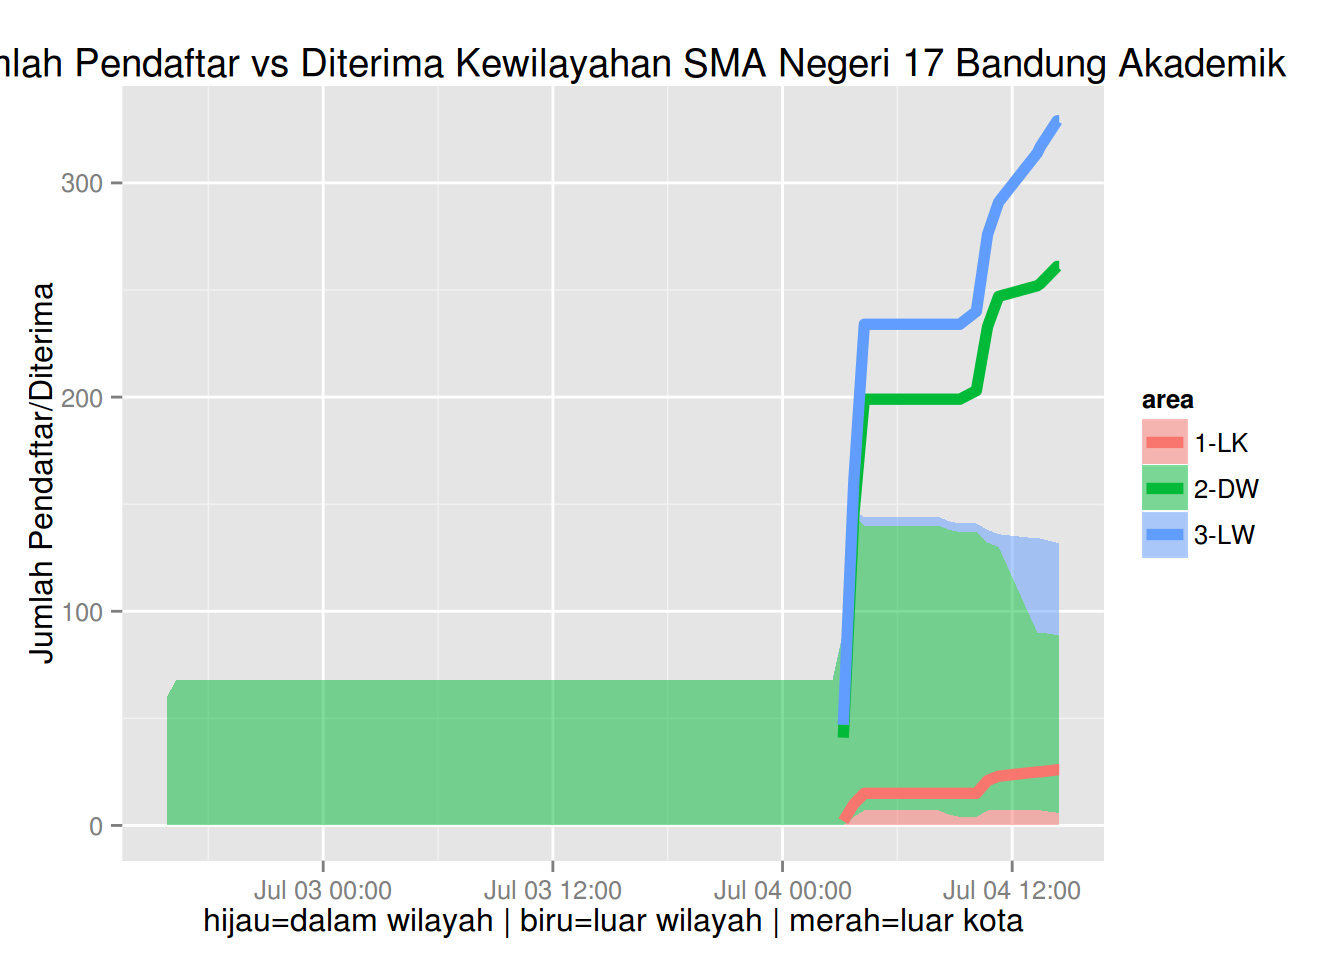 Pendaftar vs Diterima Kewilayahan SMA Negeri 17 Bandung Akademik
Jumlah Pendaftar/Diterima
300
200
100
0
Jul 03 00:00 Jul 03 12:00 Jul 04 00:00 Jul 04 12:00
hijau=dalam wilayah | biru=luar wilayah | merah=luar kota
area
1-LK
2-DW
3-LW